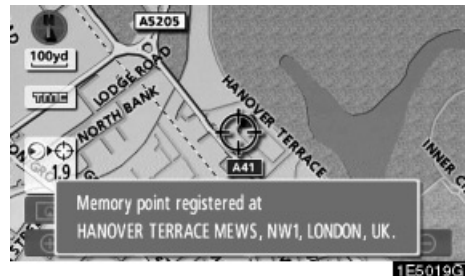 N
A5205
100yd
LODGE ROAD
TMC
NORTH BANK
HANOVER TERRACE
INNER C
A41
1.9
Memory point registered at
HANOVER TERRACE MEWS, NW1, LONDON, UK.
1E5019G